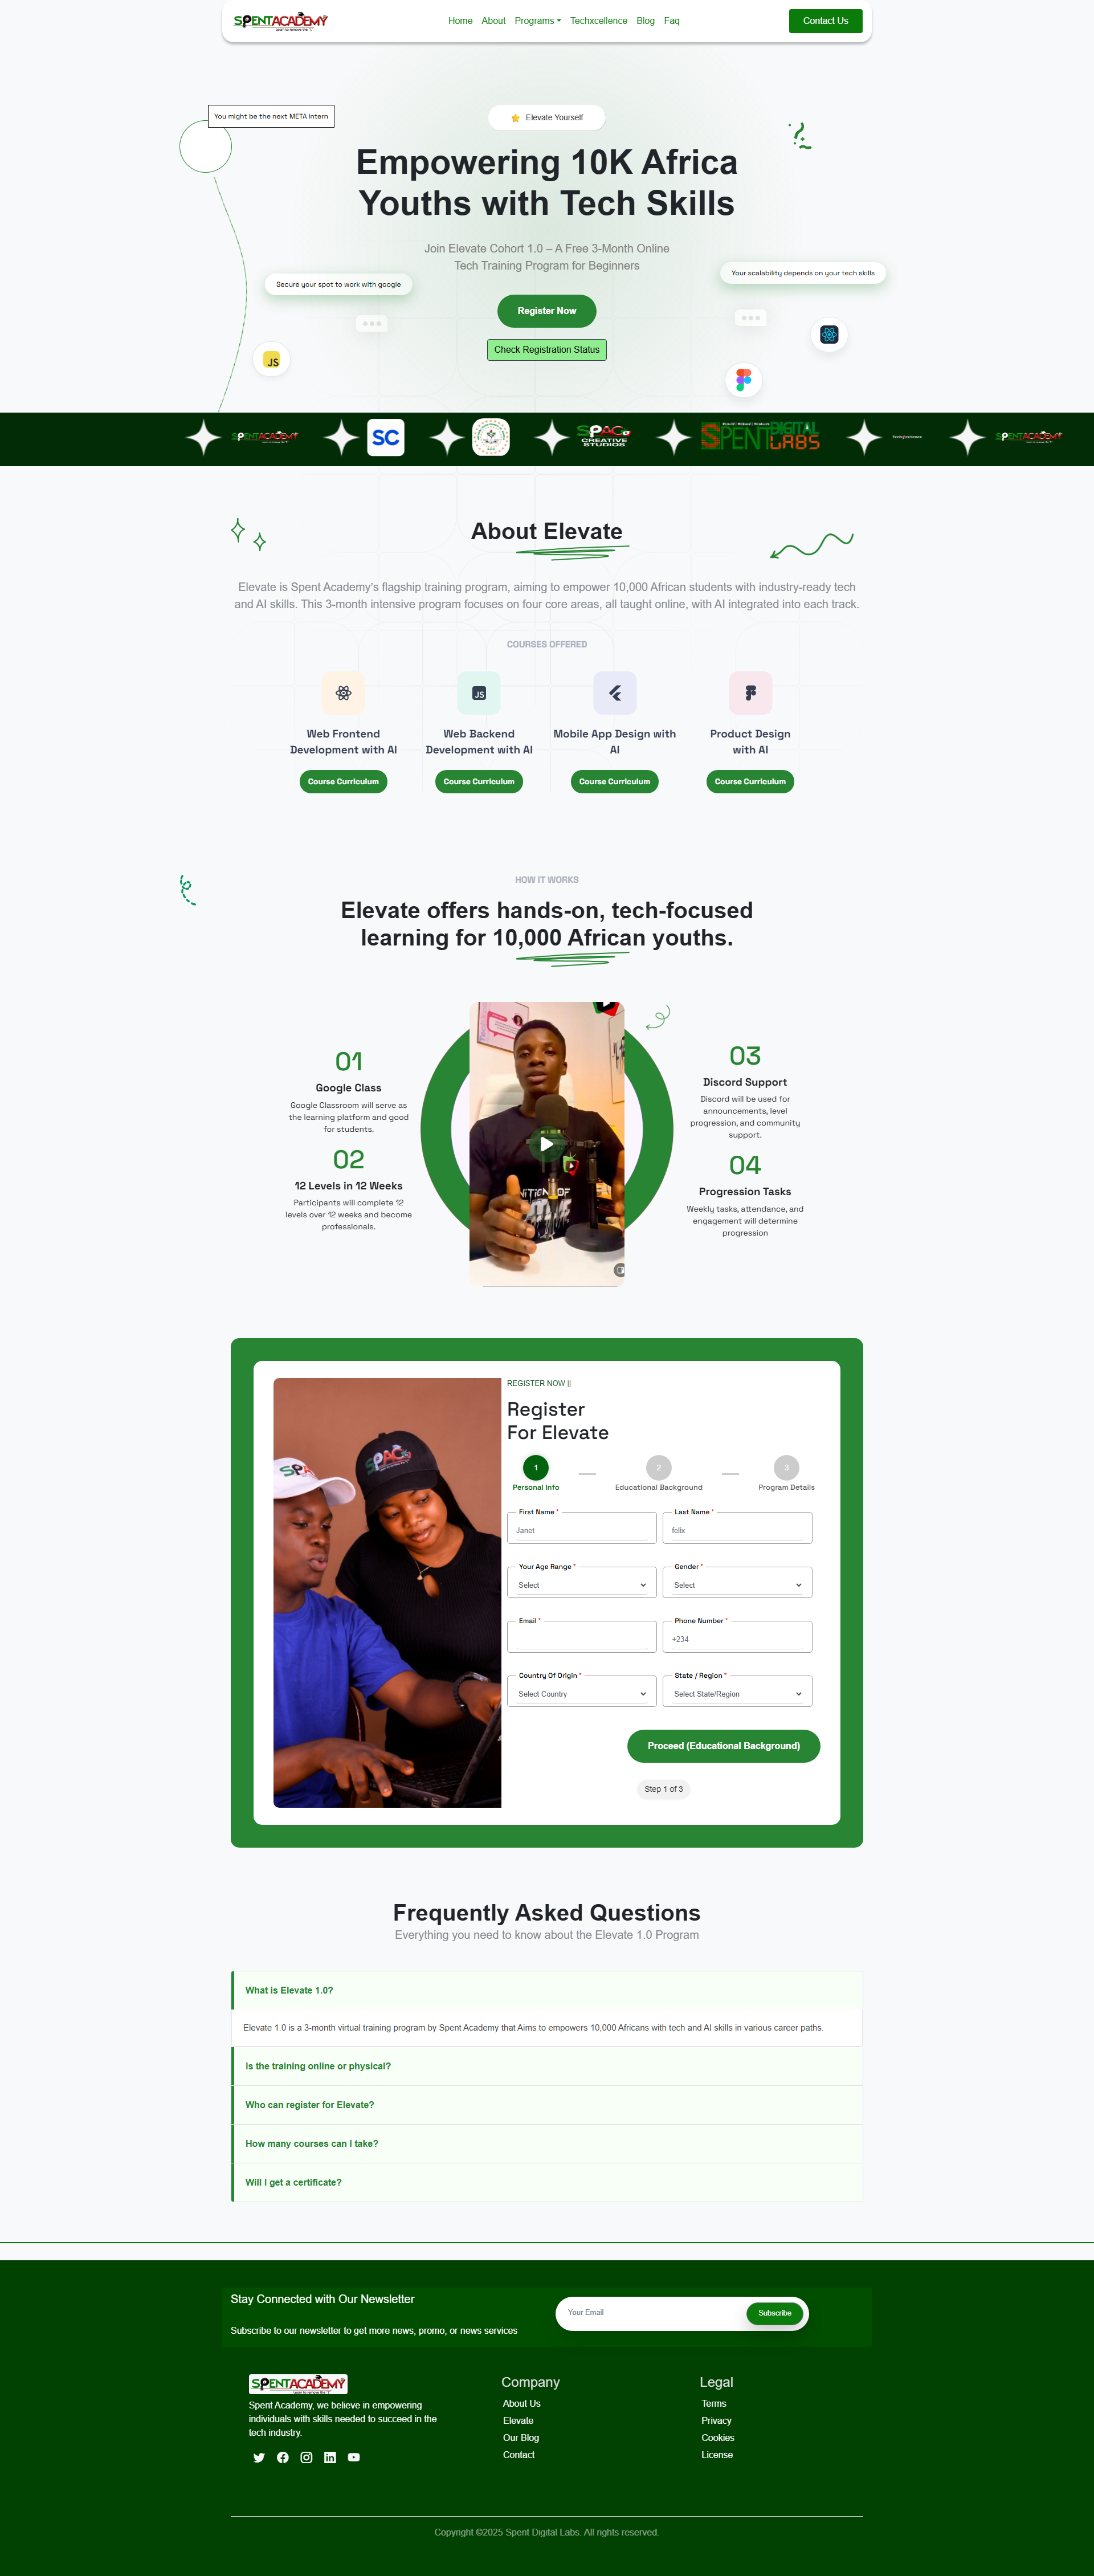 SPENTACADEMY
Learn to remove the 'T'
Home About Programs Techxcellence Blog Faq
Contact Us
You might be the next META Intern
Elevate Yourself
Empowering 10K Africa
Youths with Tech Skills
Join Elevate Cohort 1.0 – A Free 3-Month Online
Tech Training Program for Beginners
Secure your spot to work with google
Your scalability depends on your tech skills
Register Now
Check Registration Status
JS
SPENTACADEMY
SC
SPAC
CREATIVE
STUDIOS
SPENT DIGITAL
LABS
SPENTACADEMY
About Elevate
Elevate is Spent Academy's flagship training program, aiming to empower 10,000 African students with industry-ready tech
and AI skills. This 3-month intensive program focuses on four core areas, all taught online, with AI integrated into each track.
COURSES OFFERED
JS
Web Frontend
Development with AI
Web Backend
Development with AI
Mobile App Design with
AI
Product Design
with AI
Course Curriculum
Course Curriculum
Course Curriculum
Course Curriculum
HOW IT WORKS
Elevate offers hands-on, tech-focused
learning for 10,000 African youths.
01
Google Class
Google Classroom will serve as
the learning platform and good
for students.
02
12 Levels in 12 Weeks
Participants will complete 12
levels over 12 weeks and become
professionals.
03
Discord Support
Discord will be used for
announcements, level
progression, and community
support.
04
Progression Tasks
Weekly tasks, attendance, and
engagement will determine
progression
SPAC
SPAC
REGISTER NOW ||
Register
For Elevate
1
Personal Info
2
Educational Background
3
Program Details
First Name *
Janet
Last Name *
felix
Your Age Range *
Select
Gender *
Select
Email *
Phone Number *
+234
Country Of Origin *
Select Country
State / Region *
Select State/Region
Proceed (Educational Background)
Step 1 of 3
Frequently Asked Questions
Everything you need to know about the Elevate 1.0 Program
What is Elevate 1.0?
Elevate 1.0 is a 3-month virtual training program by Spent Academy that Aims to empowers 10,000 Africans with tech and AI skills in various career paths.
Is the training online or physical?
Who can register for Elevate?
How many courses can I take?
Will I get a certificate?
Stay Connected with Our Newsletter
Subscribe to our newsletter to get more news, promo, or news services
Your Email
Subscribe
SPENTACADEMY
Learn to remove the 'T'
Spent Academy, we believe in empowering
individuals with skills needed to succeed in the
tech industry.
Company
About Us
Elevate
Our Blog
Contact
Legal
Terms
Privacy
Cookies
License
Copyright ©2025 Spent Digital Labs. All rights reserved.